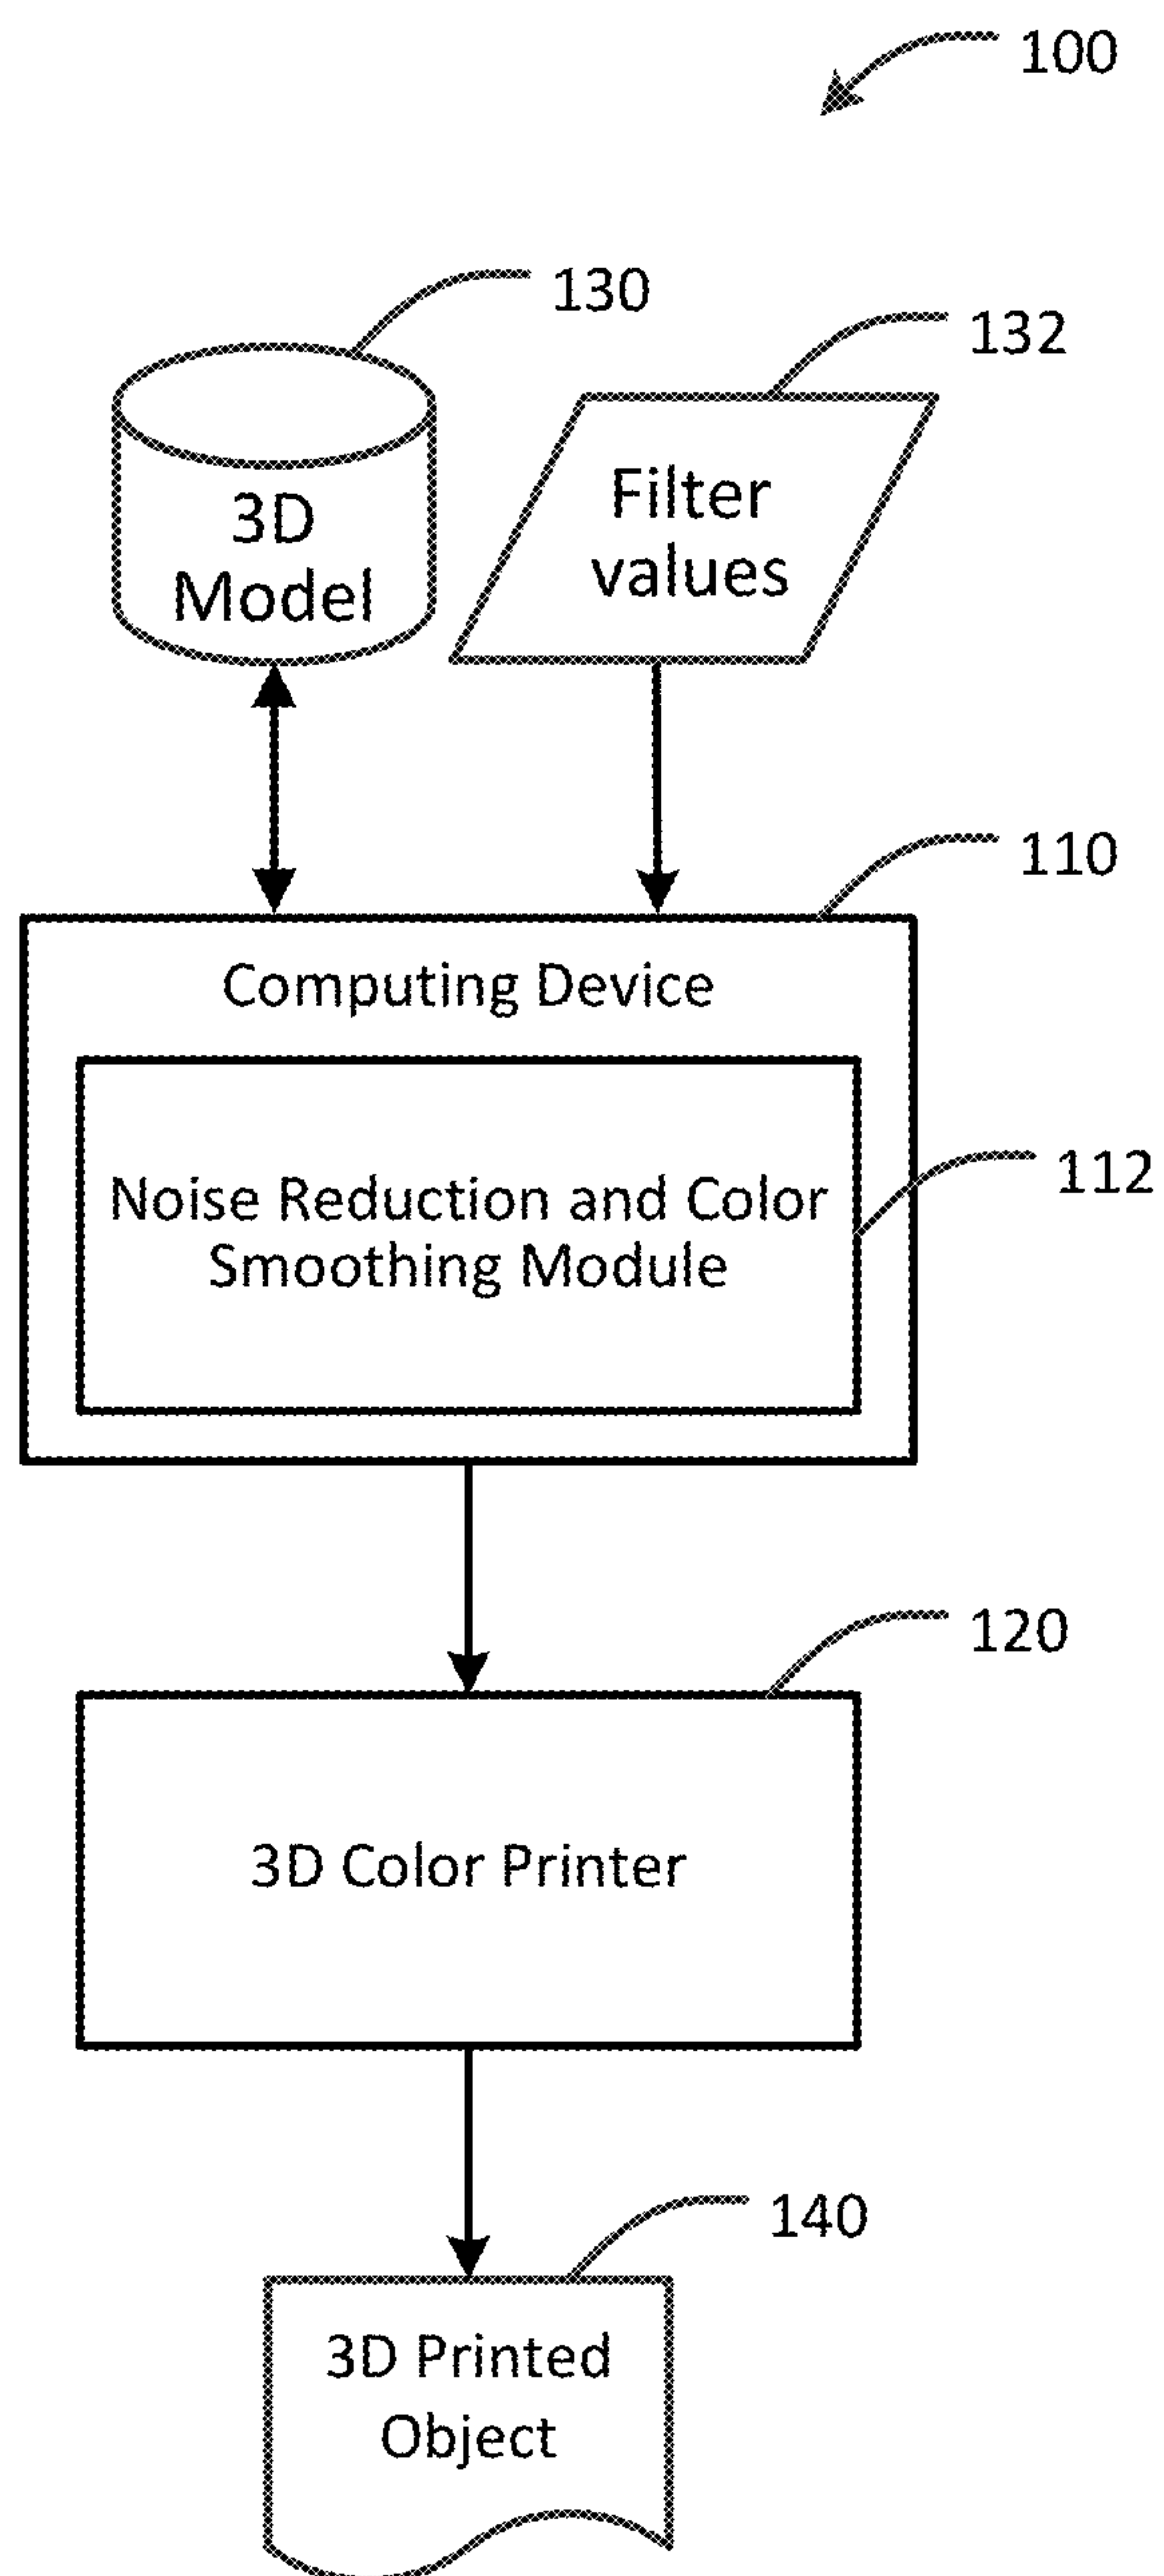 100
130
132
3D
Model
Filter
values
110
Computing Device
112
Noise Reduction and Color
Smoothing Module
120
3D Color Printer
140
3D Printed
Object